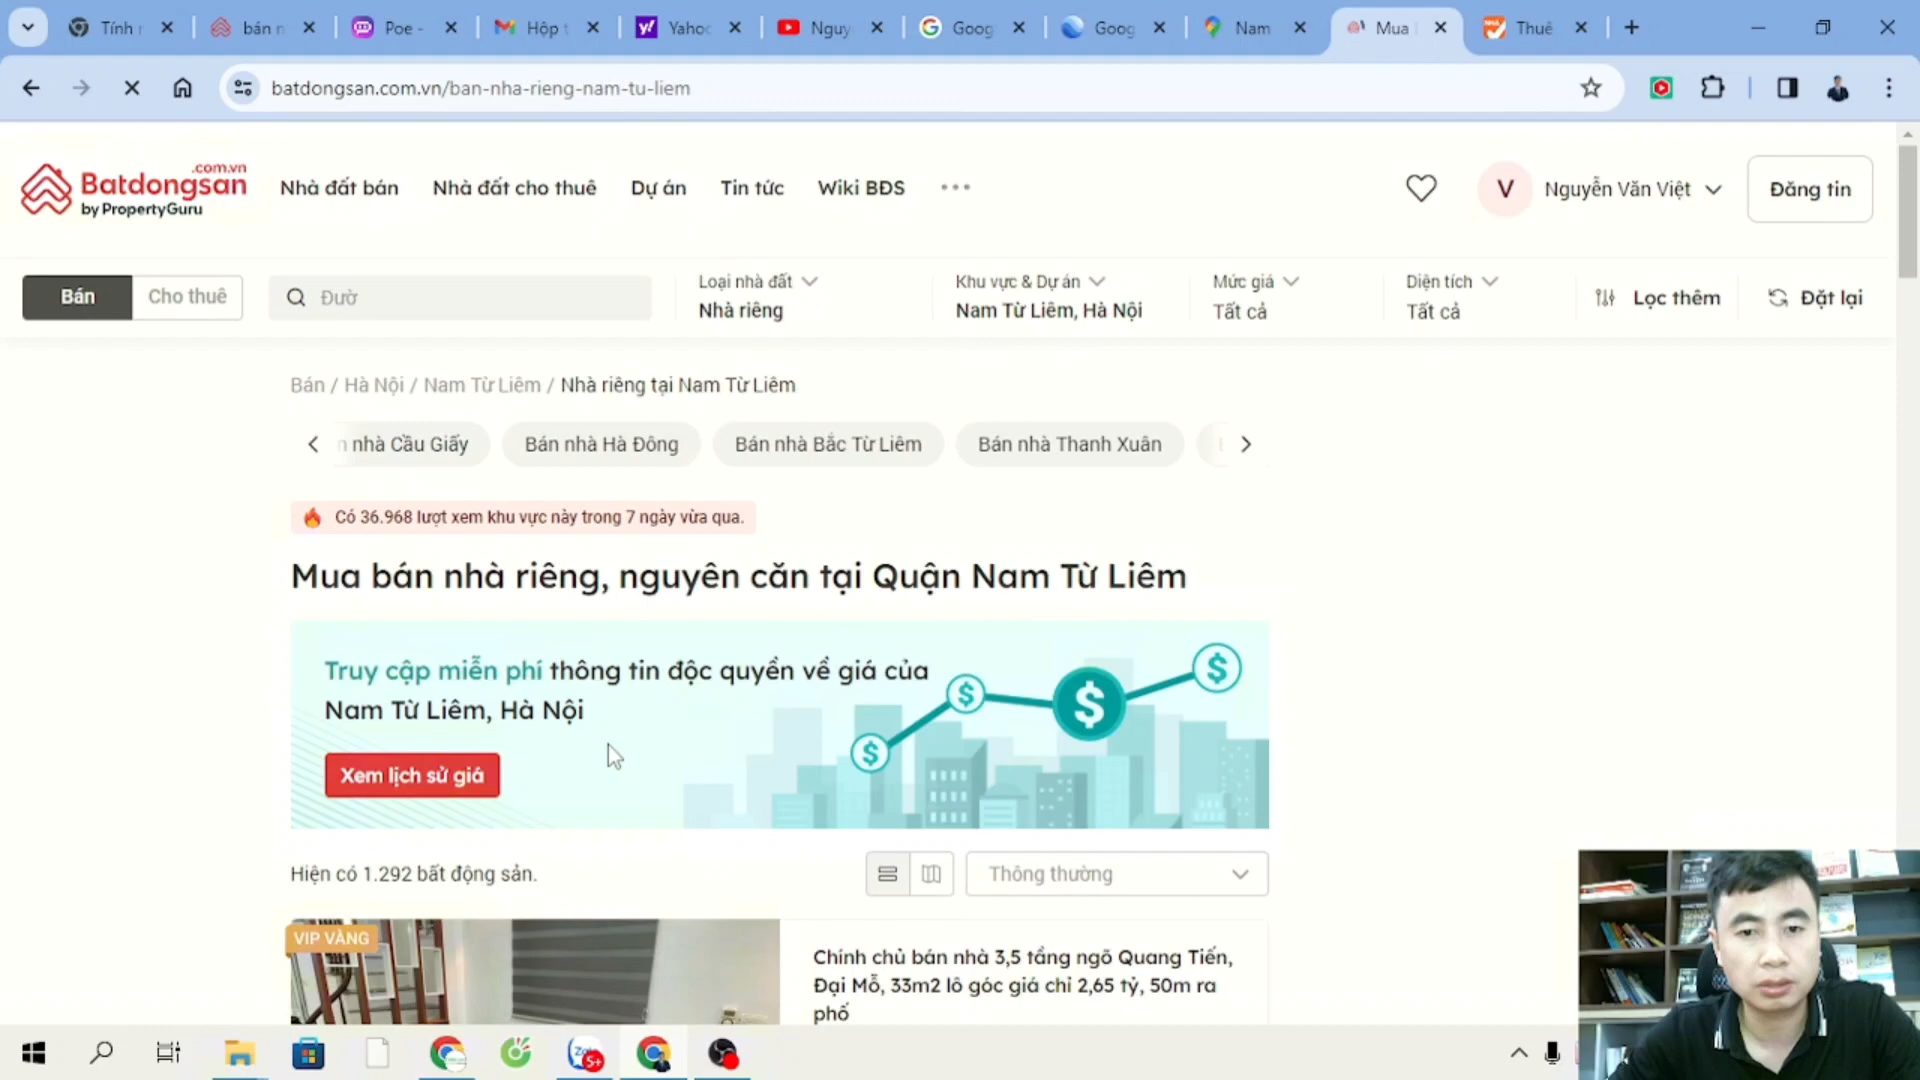 Tính
bán n
Poe -
Hộp t
Yahoo
Nguy
Goog
Goog
Nam
Mua
Thuê
batdongsan.com.vn/ban-nha-rieng-nam-tu-liem
.com.vn
Batdongsan
by PropertyGuru
Nhà đất bán
Nhà đất cho thuê
Dự án
Tin tức
Wiki BĐS
V
Nguyễn Văn Việt
Đăng tin
Bán
Cho thuê
Đườ
Loại nhà đất
Nhà riêng
Khu vực & Dự án
Nam Từ Liêm, Hà Nội
Mức giá
Tất cả
Diện tích
Tất cả
Lọc thêm
Đặt lại
Bán / Hà Nội / Nam Từ Liêm / Nhà riêng tại Nam Từ Liêm
n nhà Cầu Giấy
Bán nhà Hà Đông
Bán nhà Bắc Từ Liêm
Bán nhà Thanh Xuân
Có 36.968 lượt xem khu vực này trong 7 ngày vừa qua.
Mua bán nhà riêng, nguyên căn tại Quận Nam Từ Liêm
Truy cập miễn phí thông tin độc quyền về giá của
Nam Từ Liêm, Hà Nội
Xem lịch sử giá
Hiện có 1.292 bất động sản.
Thông thường
VIP VÀNG
Chính chủ bán nhà 3,5 tầng ngõ Quang Tiến,
Đại Mỗ, 33m2 lô góc giá chỉ 2,65 tỷ, 50m ra
phố
5+